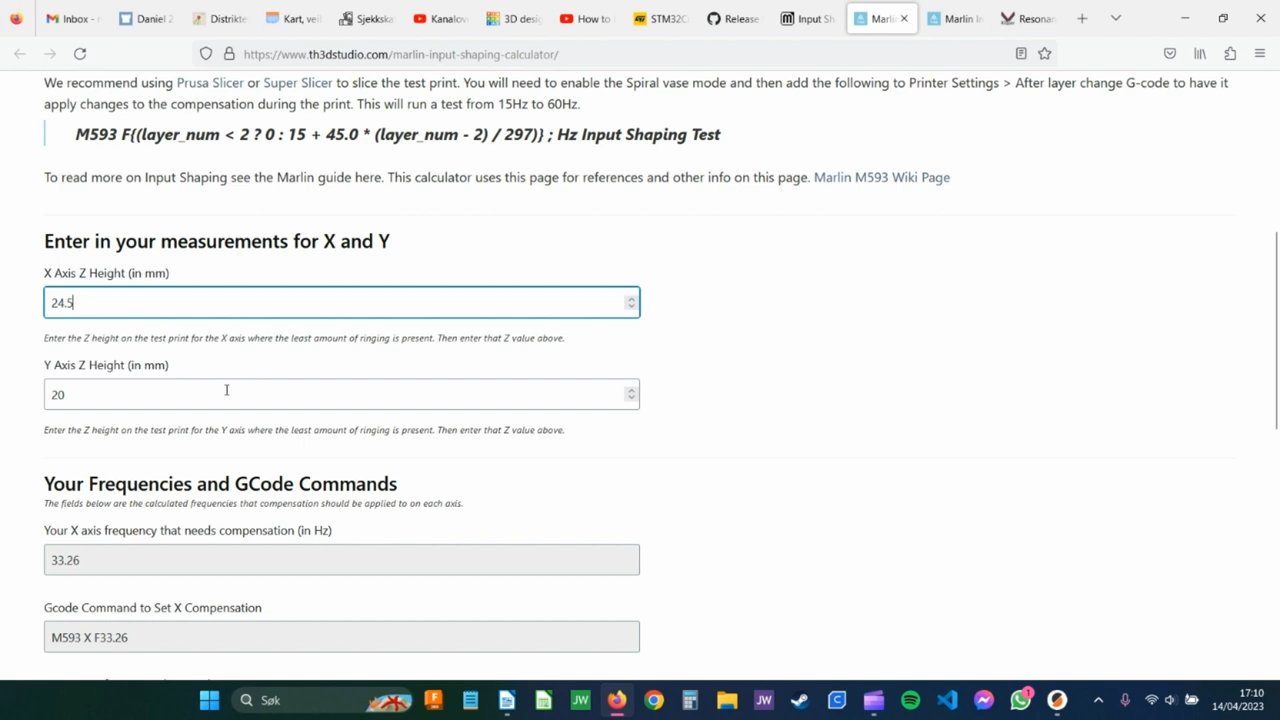 Inbox -
Daniel 2
Distrikte
Kart, ve
Sjekkska
Kanalov
3D desi
How to
STM32C
Release
Input Sh
Marli
Marlin I
Resonan
https://www.th3dstudio.com/marlin-input-shaping-calculator/
We recommend using Prusa Slicer or Super Slicer to slice the test print. You will need to enable the Spiral vase mode and then add the following to Printer Settings > After layer change G-code to have it
apply changes to the compensation during the print. This will run a test from 15Hz to 60Hz.
M593 F{(layer_num < 2 ? 0 : 15 + 45.0 * (layer_num - 2) / 297)} ; Hz Input Shaping Test
To read more on Input Shaping see the Marlin guide here. This calculator uses this page for references and other info on this page. Marlin M593 Wiki Page
Enter in your measurements for X and Y
X Axis Z Height (in mm)
24.5
Enter the Z height on the test print for the X axis where the least amount of ringing is present. Then enter that Z value above.
Y Axis Z Height (in mm)
20
Enter the Z height on the test print for the Y axis where the least amount of ringing is present. Then enter that Z value above.
Your Frequencies and GCode Commands
The fields below are the calculated frequencies that compensation should be applied to on each axis.
Your X axis frequency that needs compensation (in Hz)
33.26
Gcode Command to Set X Compensation
M593 X F33.26
Søk
JW
JW
1
17:10
14/04/2023